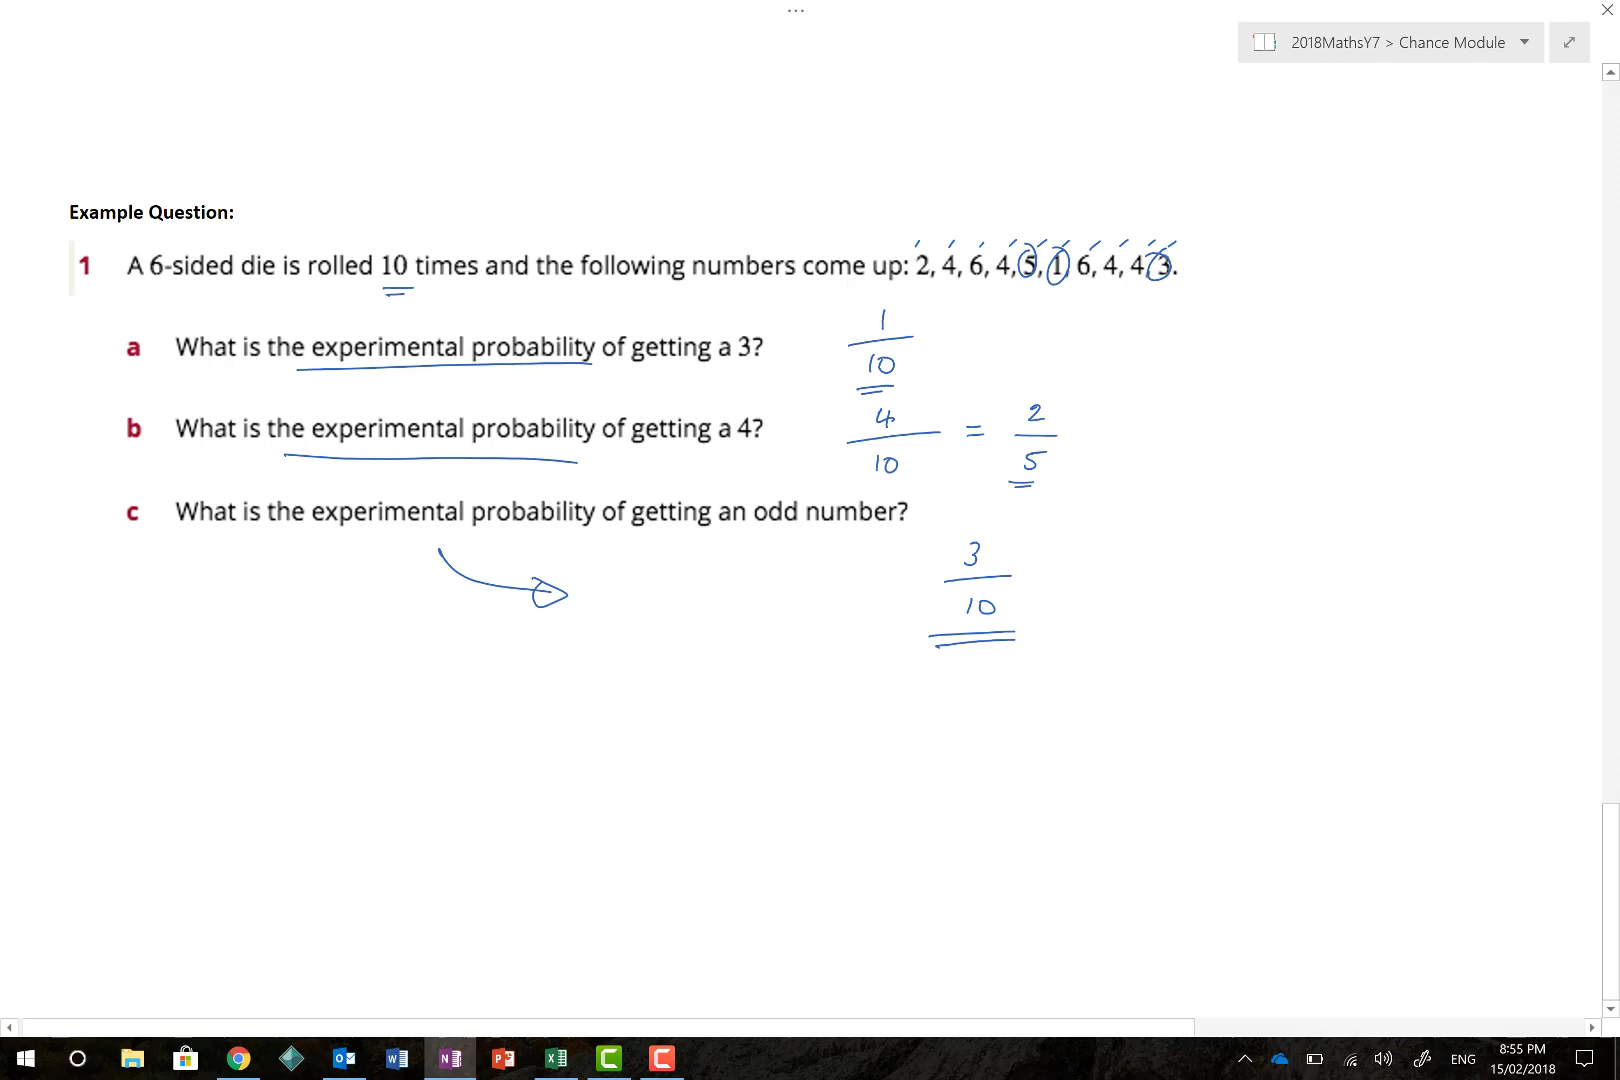 2018MathsY7 > Chance Module
Example Question:
1 A 6-sided die is rolled 10 times and the following numbers come up: 2, 4, 6, 4, 5, 1, 6, 4, 4, 3.
a What is the experimental probability of getting a 3?
1
10
b What is the experimental probability of getting a 4?
4
10
=
2
5
c What is the experimental probability of getting an odd number?
3
10
ENG
8:55 PM
15/02/2018